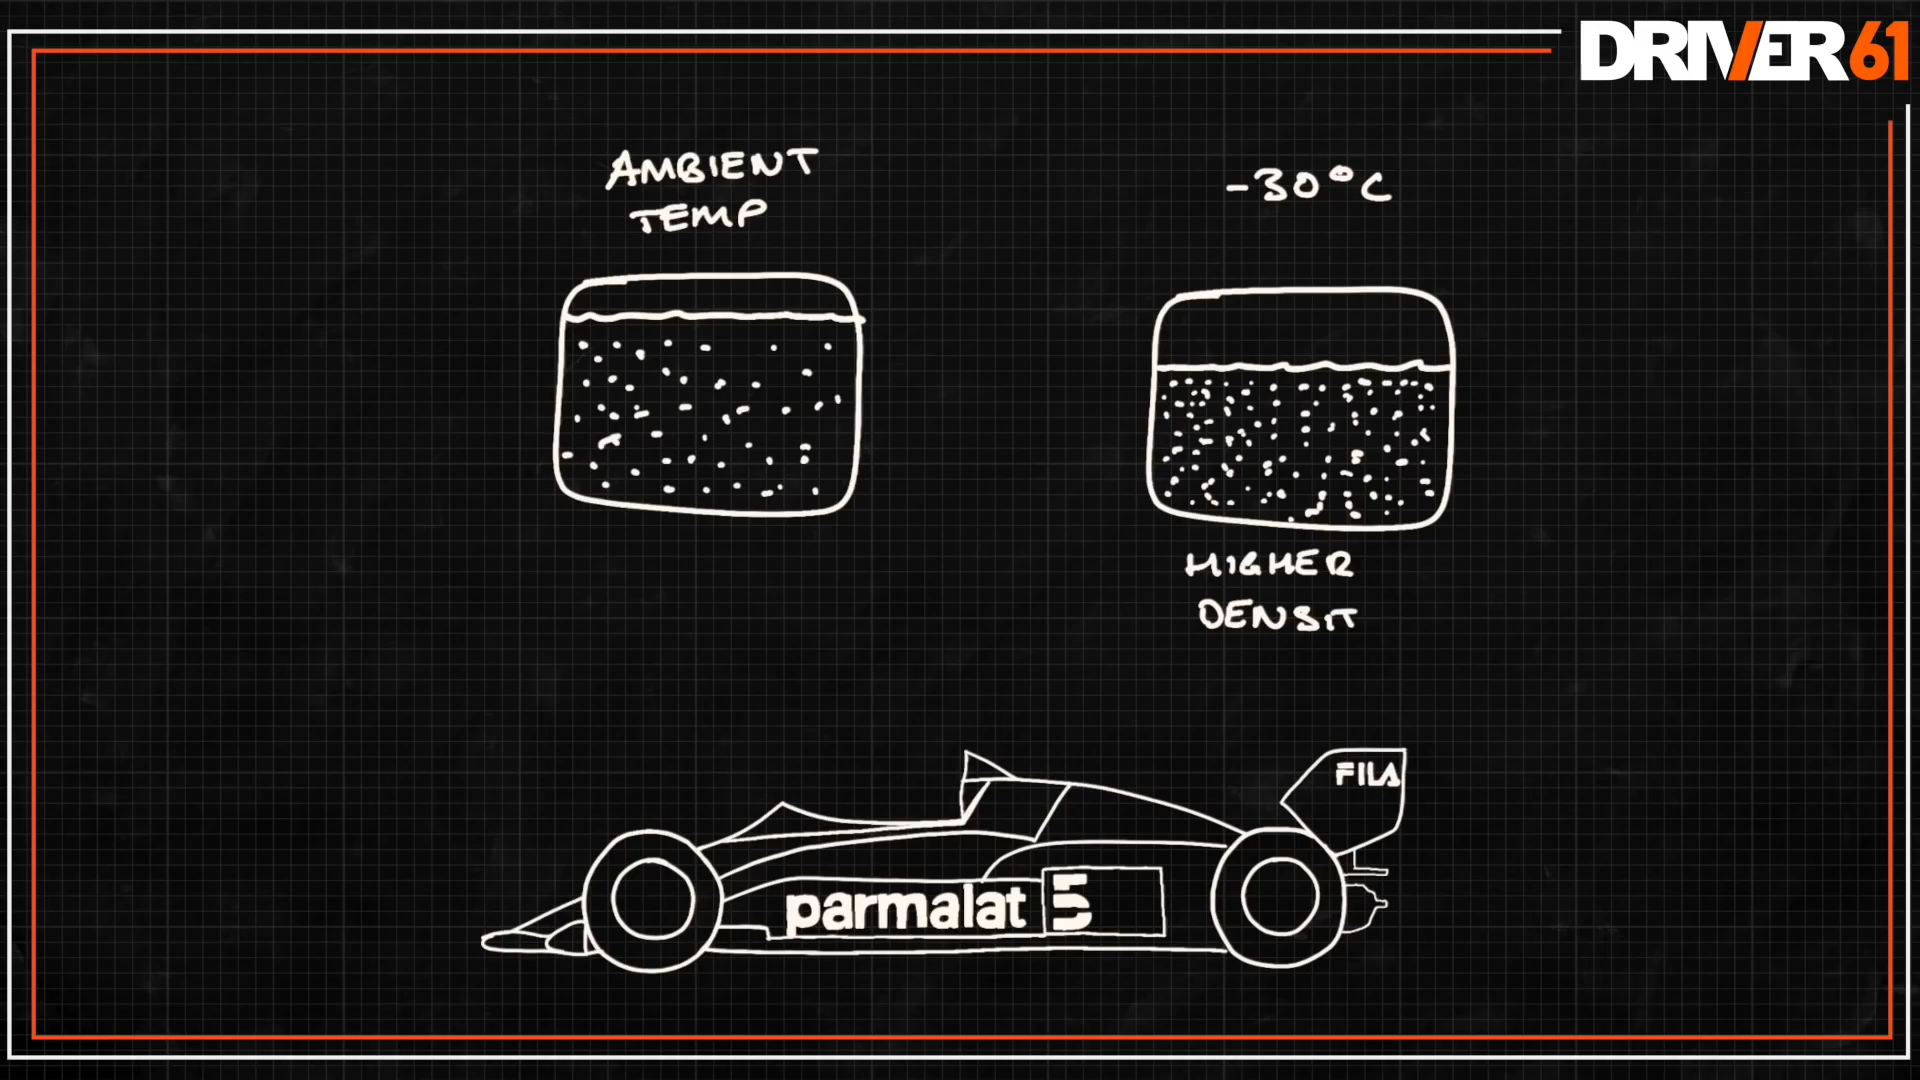 DRIVER61
AMBIENT
TEMP
-30°C
HIGHER
DENSIT
FILA
parmalat 5